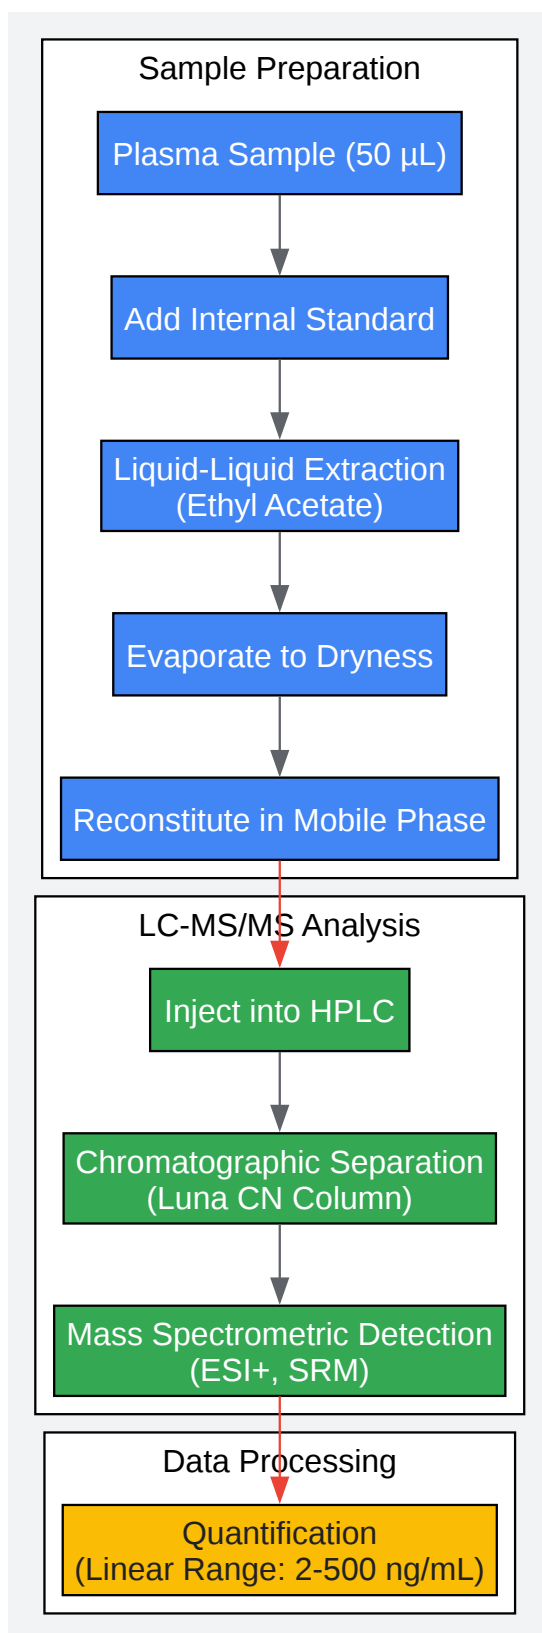 Sample Preparation
Plasma Sample (50 µL)
Add Internal Standard
Liquid-Liquid Extraction
(Ethyl Acetate)
Evaporate to Dryness
Reconstitute in Mobile Phase
LC-MS/MS Analysis
Inject into HPLC
Chromatographic Separation
(Luna CN Column)
Mass Spectrometric Detection
(ESI+, SRM)
Data Processing
Quantification
(Linear Range: 2-500 ng/mL)